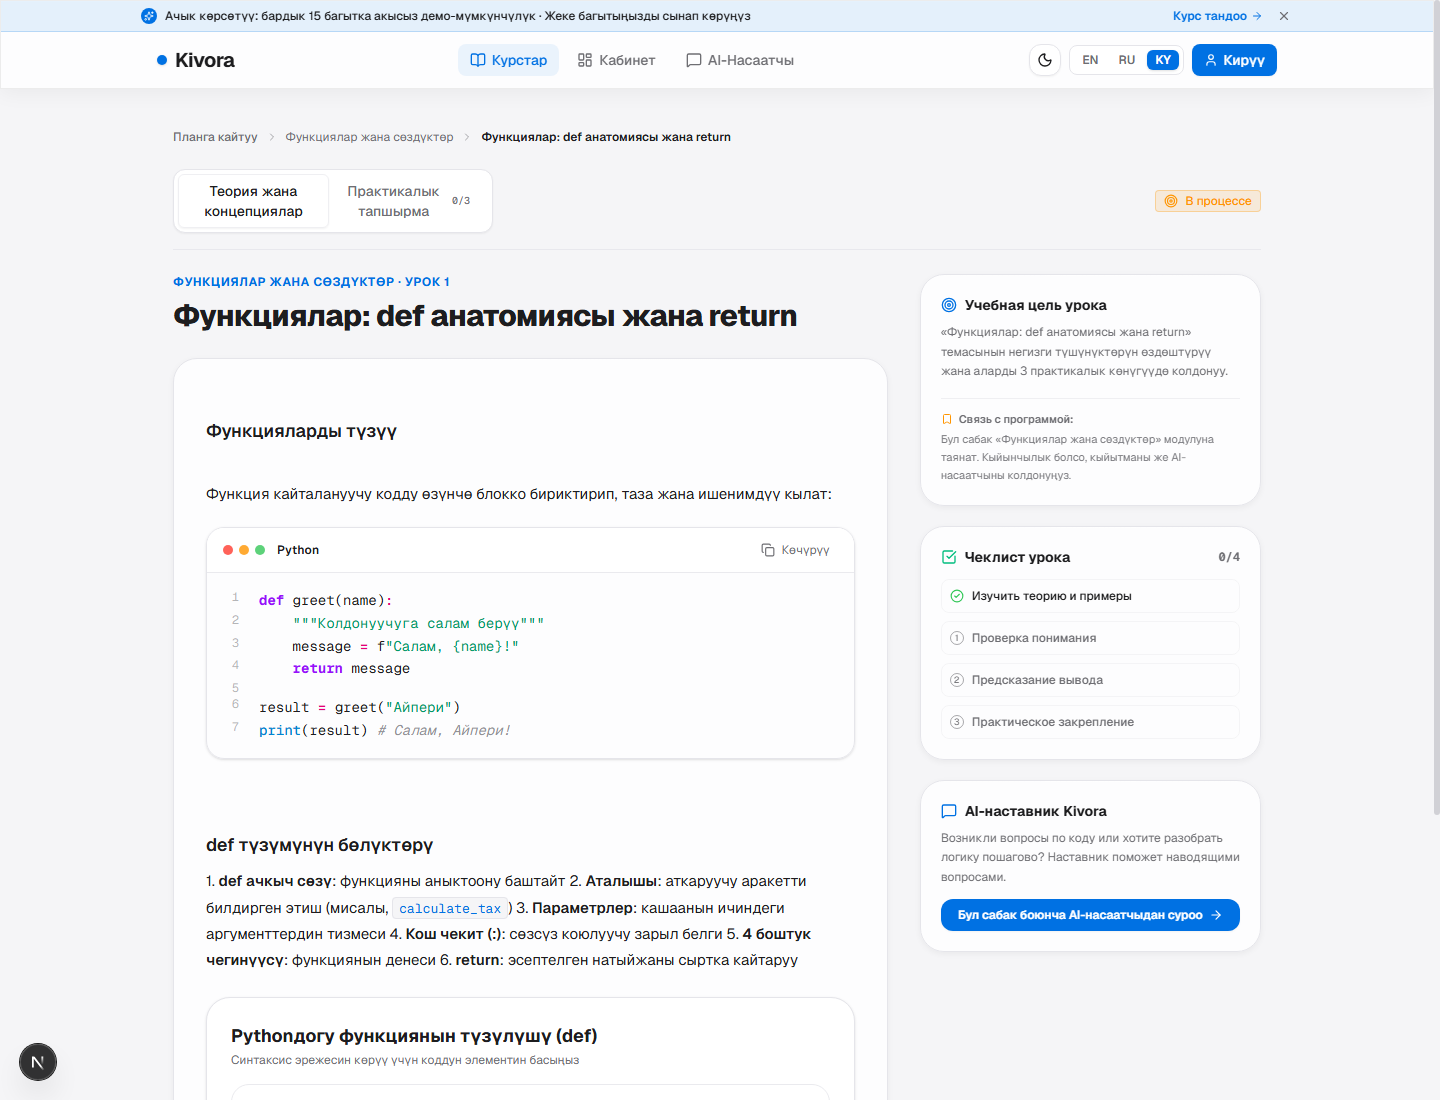 Ачык көрсөтүү: бардык 15 багытка акысыз демо-мүмкүнчүлүк · Жеке багытыңызды сынап көрүңүз
Курс тандоо →
Kivora
Курстар
Кабинет
AI-Насаатчы
EN
RU
KY
Кирүү
Планга кайтуу > Функциялар жана сөздүктөр > Функциялар: def анатомиясы жана return
Теория жана
концепциялар
Практикалык
тапшырма
0/3
В процессе
ФУНКЦИЯЛАР ЖАНА СӨЗДҮКТӨР · УРОК 1
Функциялар: def анатомиясы жана return
Функцияларды түзүү
Функция кайталануучу кодду өзүнчө блокко бириктирип, таза жана ишенимдүү кылат:
Python
Көчүрүү
1 def greet(name):
2     """Колдонуучуга салам берүү"""
3     message = f"Салам, {name}!"
4     return message
5
6 result = greet("Айпери")
7 print(result) # Салам, Айпери!
def түзүмүнүн бөлүктөрү
1. def ачкыч сөзү: функцияны аныктоону баштайт 2. Аталышы: аткаруучу аракетти
билдирген этиш (мисалы, calculate_tax ) 3. Параметрлер: кашаанын ичиндеги
аргументтердин тизмеси 4. Кош чекит (:): сөзсүз коюлуучу зарыл белги 5. 4 боштук
чегинүүсү: функциянын денеси 6. return: эсептелген натыйжаны сыртка кайтаруу
Pythonдогу функциянын түзүлүшү (def)
Синтаксис эрежесин көрүү үчүн коддун элементин басыңыз
Учебная цель урока
«Функциялар: def анатомиясы жана return»
темасынын негизги түшүнүктөрүн өздөштүрүү
жана аларды 3 практикалык көнүгүүдө колдонуу.
Связь с программой:
Бул сабак «Функциялар жана сөздүктөр» модулуна
таянат. Кыйынчылык болсо, кыйытманы же AI-
насаатчыны колдонуңуз.
Чеклист урока
0/4
Изучить теорию и примеры
1 Проверка понимания
2 Предсказание вывода
3 Практическое закрепление
AI-наставник Kivora
Возникли вопросы по коду или хотите разобрать
логику пошагово? Наставник поможет наводящими
вопросами.
Бул сабак боюнча AI-насаатчыдан суроо →
N